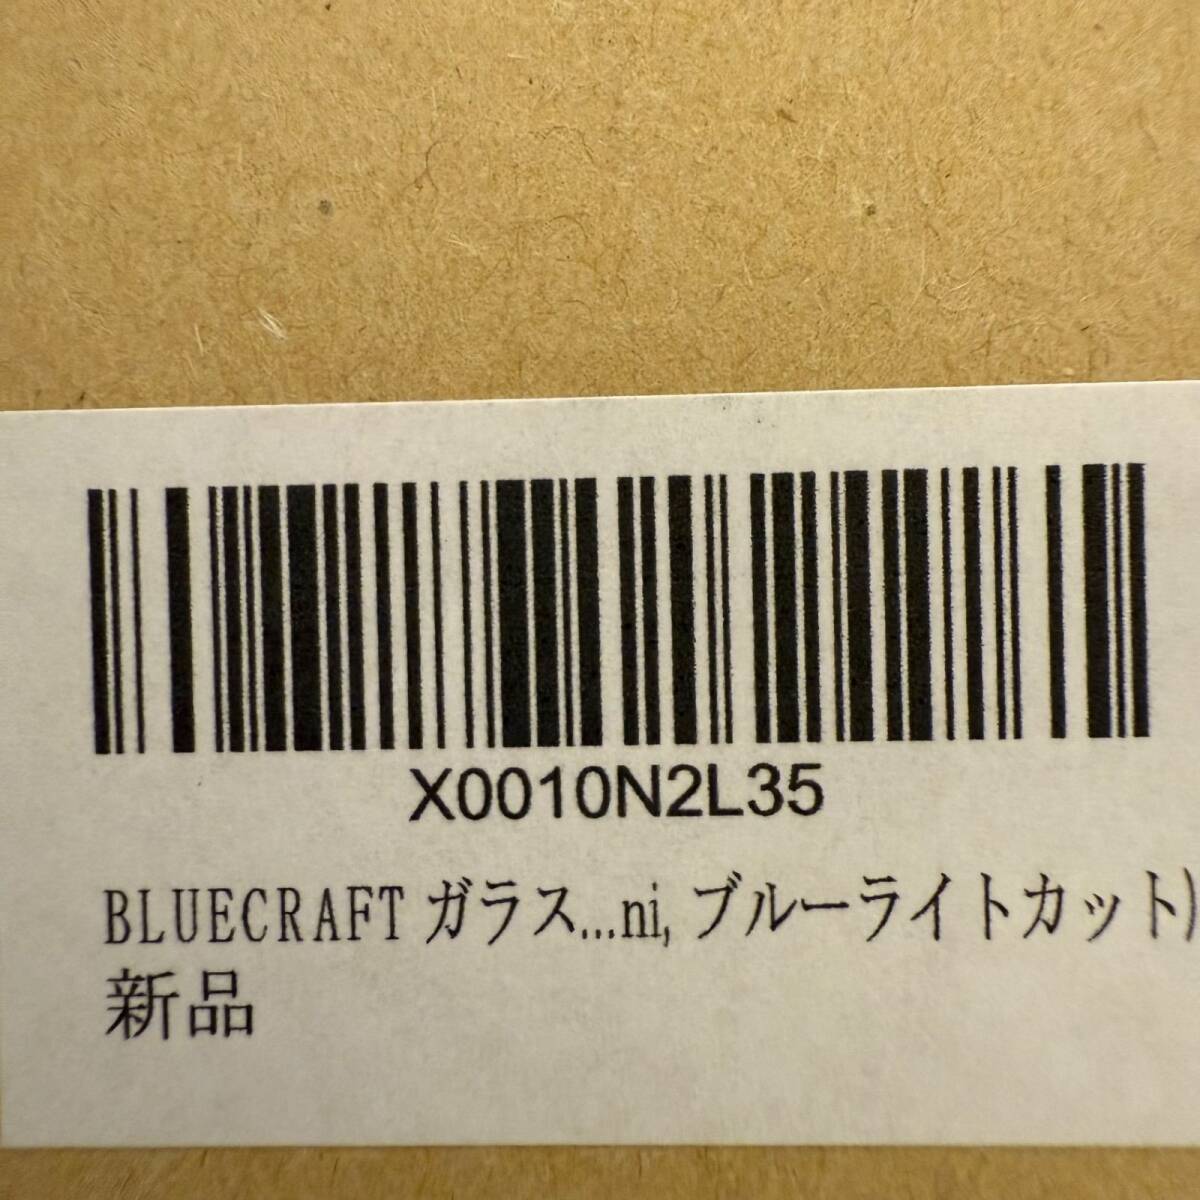 X0010N2L35
BLUECRAFT ガラス...ni, ブルーライトカット)
新品